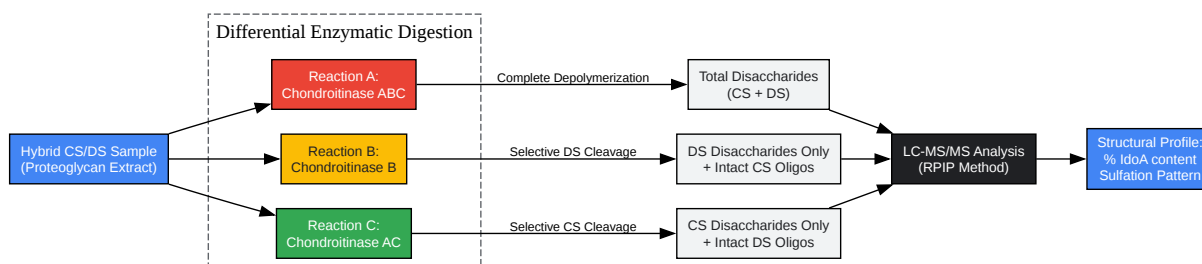 Differential Enzymatic Digestion
Reaction A:
Chondroitinase ABC
Complete Depolymerization
Total Disaccharides
(CS + DS)
Hybrid CS/DS Sample
(Proteoglycan Extract)
Reaction B:
Chondroitinase B
Selective DS Cleavage
DS Disaccharides Only
+ Intact CS Oligos
LC-MS/MS Analysis
(RPIP Method)
Structural Profile:
% IdoA content
Sulfation Pattern
Reaction C:
Chondroitinase AC
Selective CS Cleavage
CS Disaccharides Only
+ Intact DS Oligos